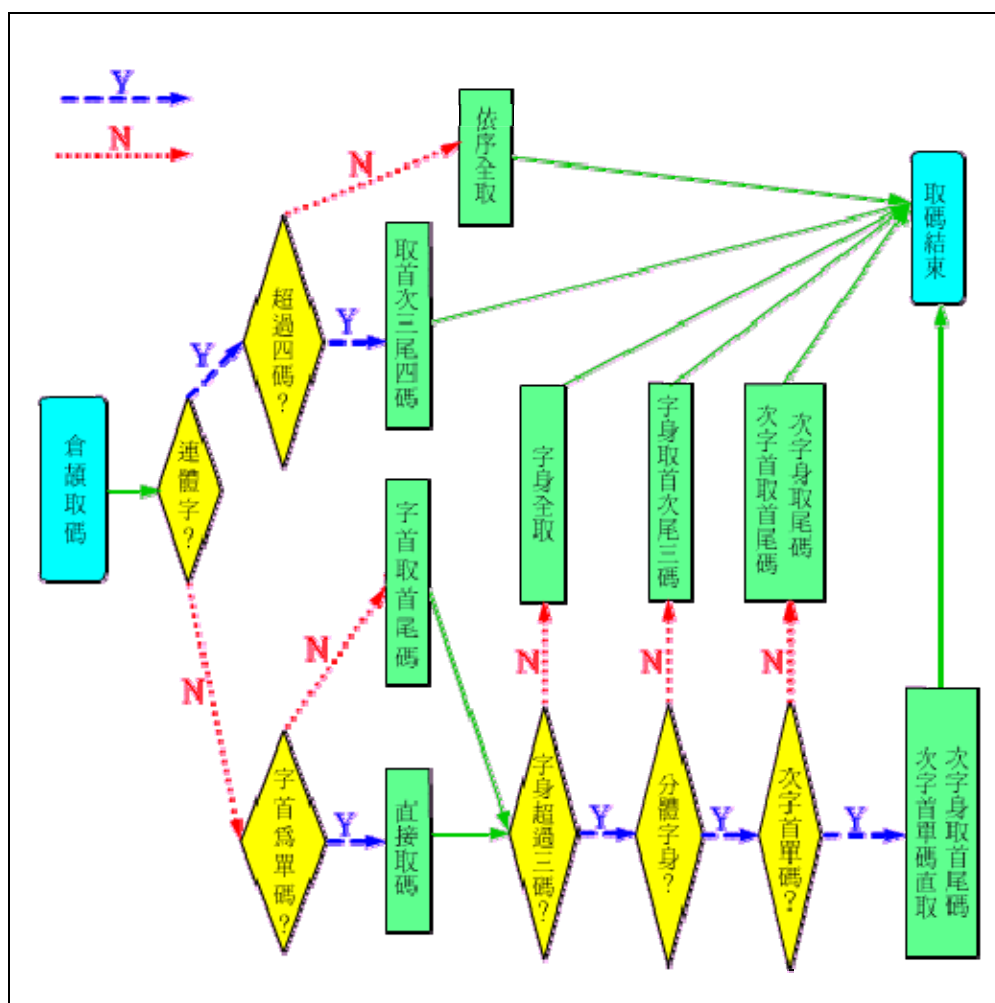 Y
N
N
依序全取
取碼結束
超過四碼？
Y
取首次三尾四碼
Y
倉頡取碼
連體字？
字首取首尾碼
字身全取
字身取首次尾三碼
次字首取首尾碼
次字身取尾碼
N
N
N
N
N
字首為單碼？
Y
直接取碼
字身超過三碼？
Y
分體字身？
Y
次字首單碼？
Y
次字首單碼直取
次字身取首尾碼